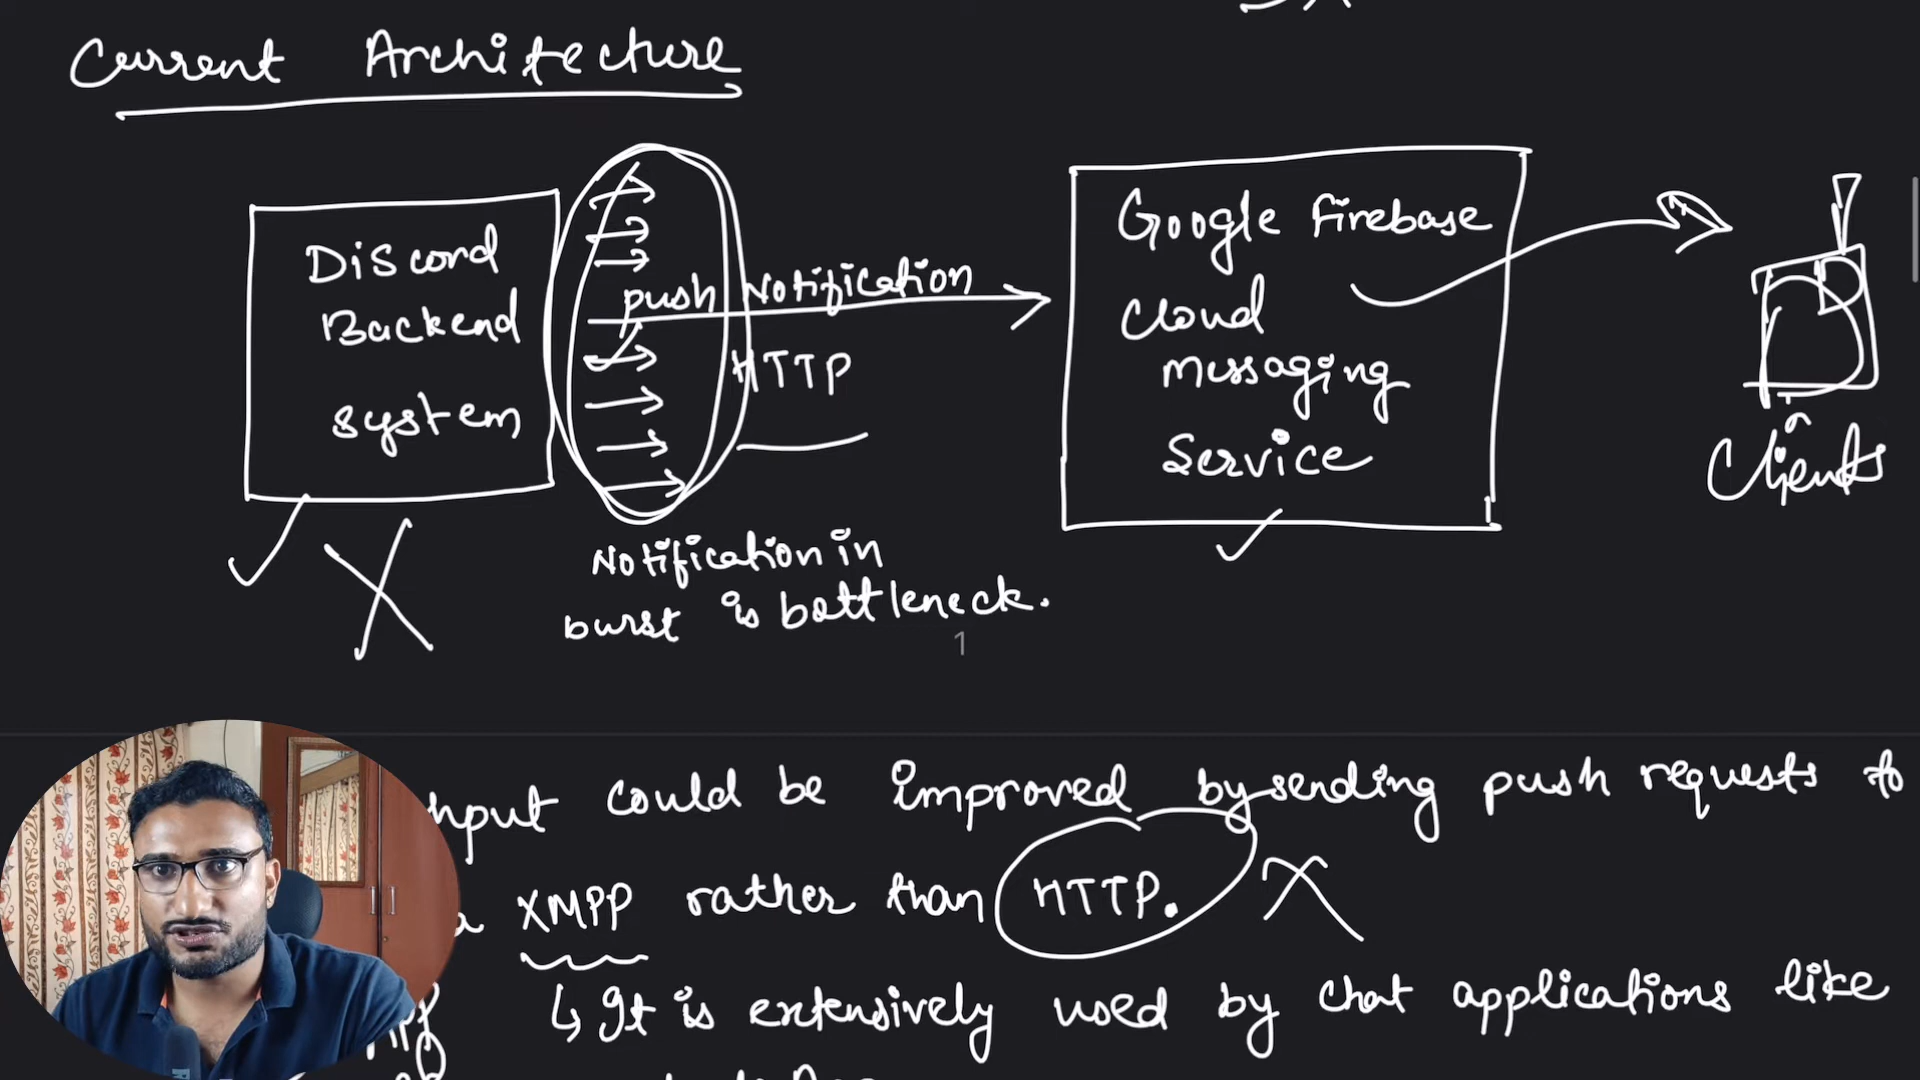 Current Architecture
Discord
Backend
system
push Notification
HTTP
Google Firebase
Cloud
Messaging
Service
Clients
Notification in
burst is bottleneck.
1
hput could be improved by sending push requests to
a XMPP rather than HTTP.
↳ It is extensively used by chat applications like